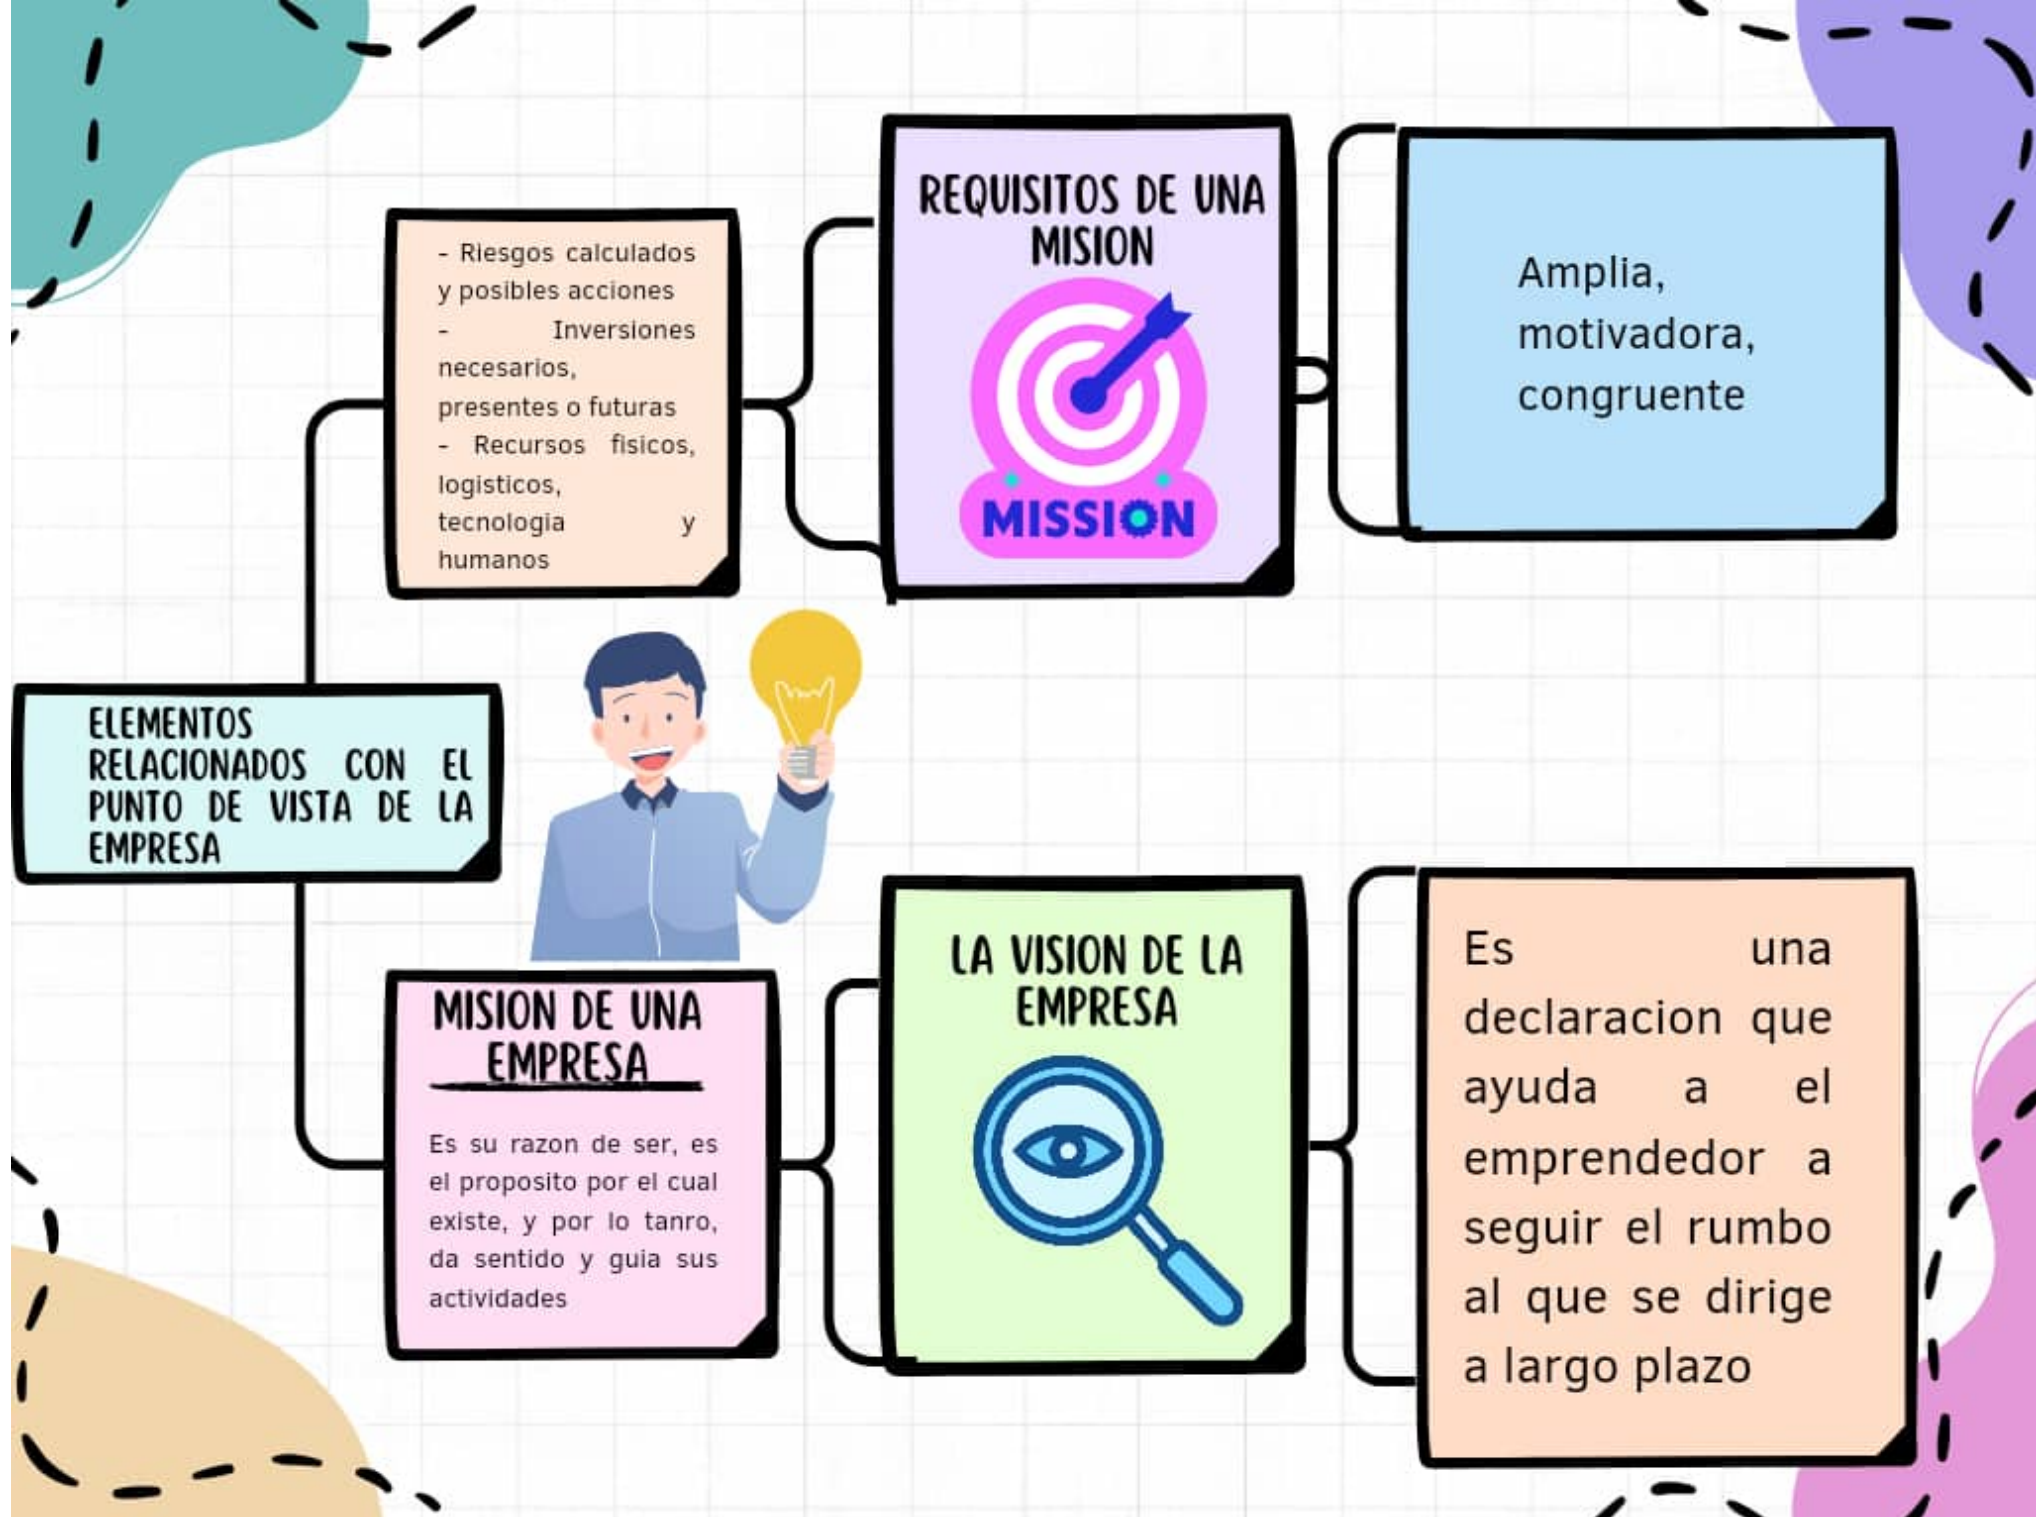 - Riesgos calculados
y posibles acciones
- Inversiones
necesarios,
presentes o futuras
- Recursos fisicos,
logisticos,
tecnologia y
humanos
REQUISITOS DE UNA
MISION
MISSION
Amplia,
motivadora,
congruente
ELEMENTOS
RELACIONADOS CON EL
PUNTO DE VISTA DE LA
EMPRESA
MISION DE UNA
EMPRESA
Es su razon de ser, es
el proposito por el cual
existe, y por lo tanro,
da sentido y guia sus
actividades
LA VISION DE LA
EMPRESA
Es una
declaracion que
ayuda a el
emprendedor a
seguir el rumbo
al que se dirige
a largo plazo